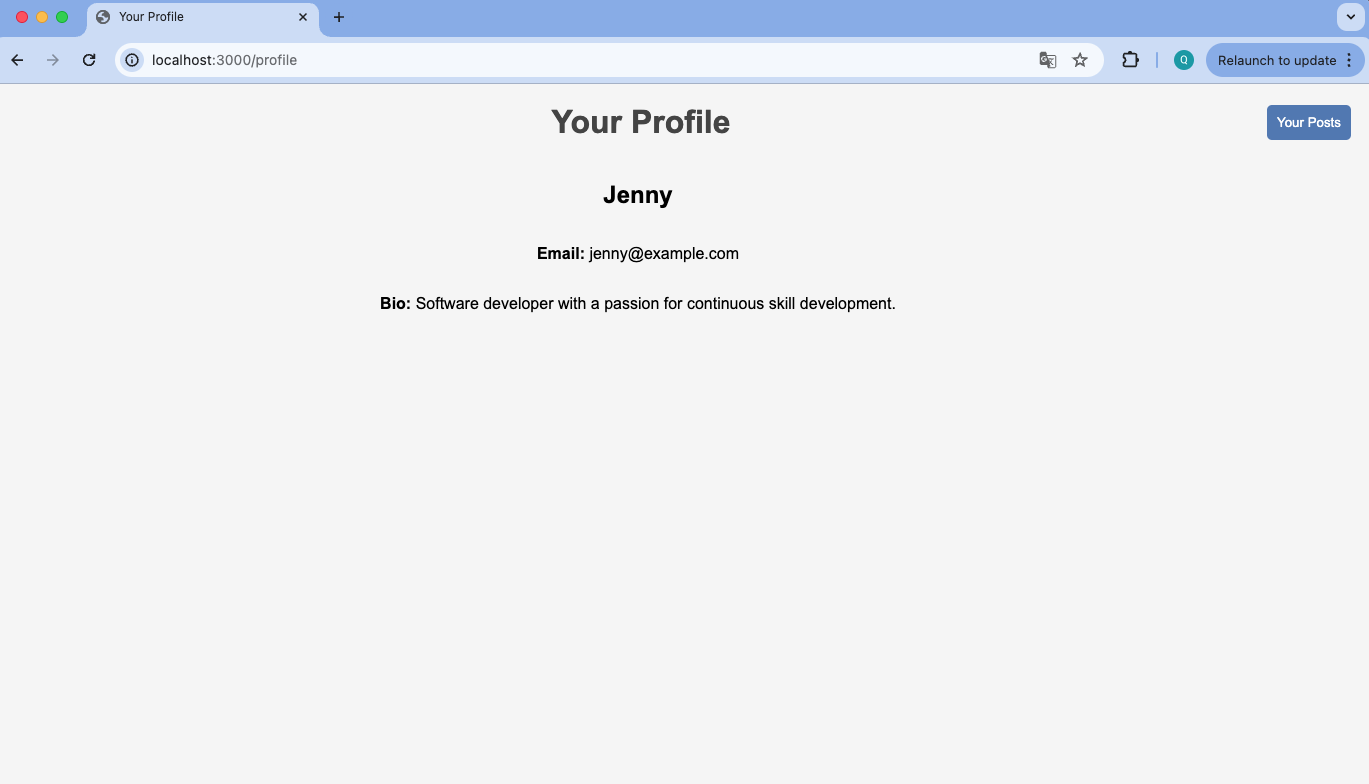 Your Profile
localhost:3000/profile
Q
Relaunch to update
Your Profile
Your Posts
Jenny
Email: jenny@example.com
Bio: Software developer with a passion for continuous skill development.